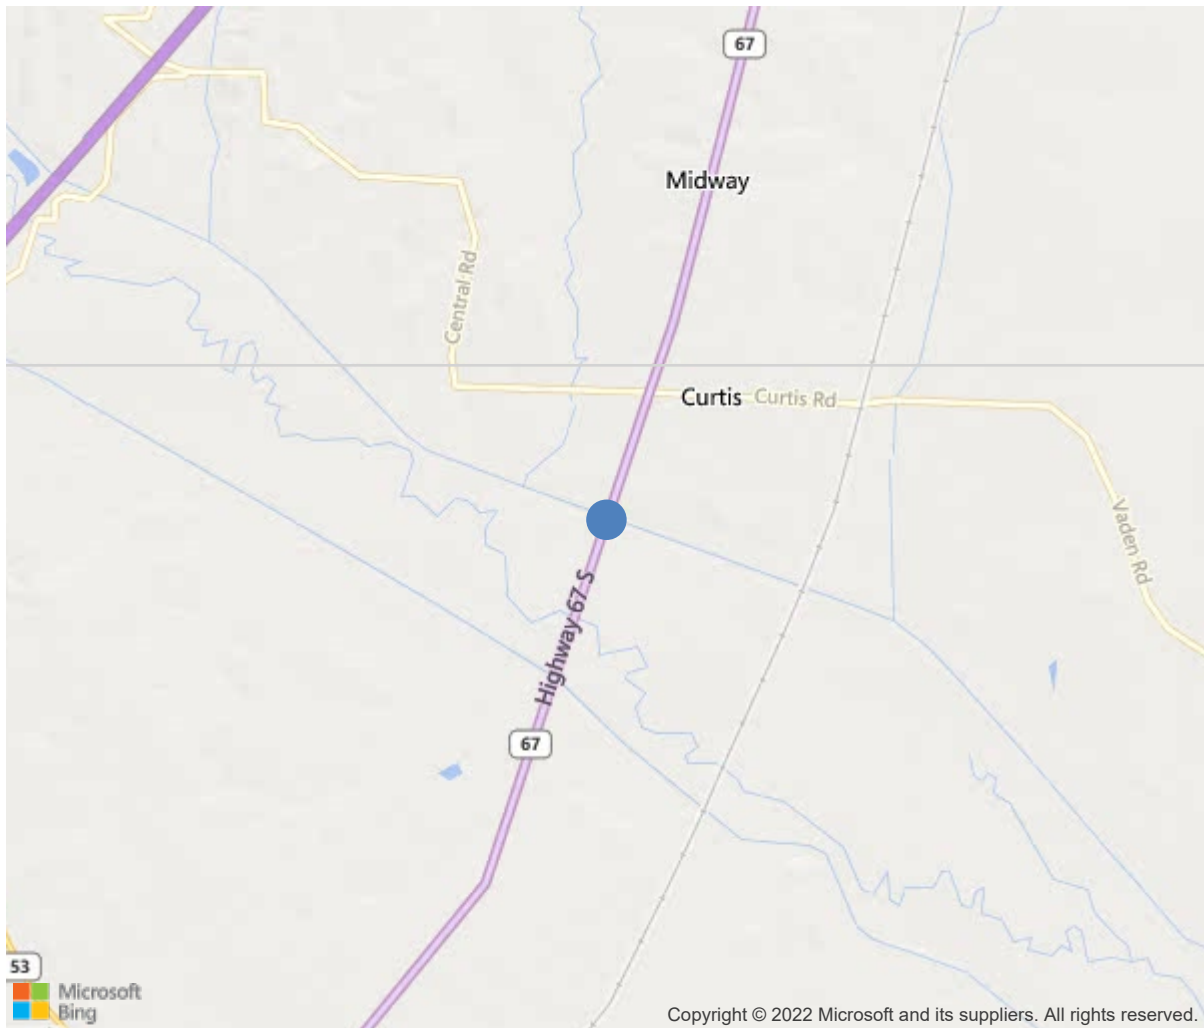 67
Midway
Central Rd
Curtis Curtis Rd
Vaden Rd
Highway 67 S
67
53
Microsoft
Bing
Copyright © 2022 Microsoft and its suppliers. All rights reserved.